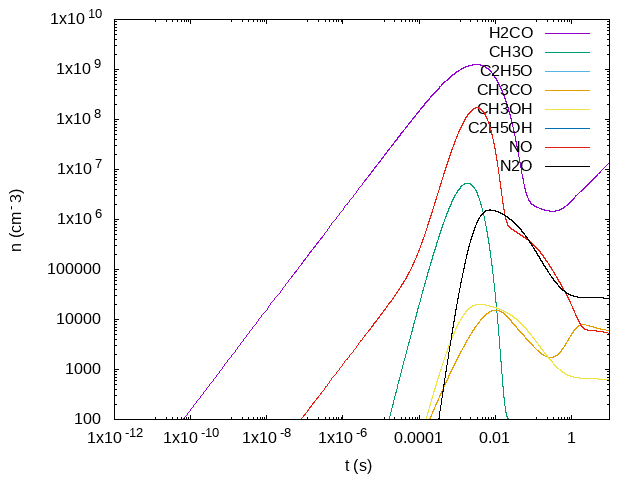 1x10^10
1x10^9
1x10^8
1x10^7
1x10^6
100000
10000
1000
100
n (cm^-3)
H2CO
CH3O
C2H5O
CH3CO
CH3OH
C2H5OH
NO
N2O
1x10^-12 1x10^-10 1x10^-8 1x10^-6 0.0001 0.01 1
t (s)